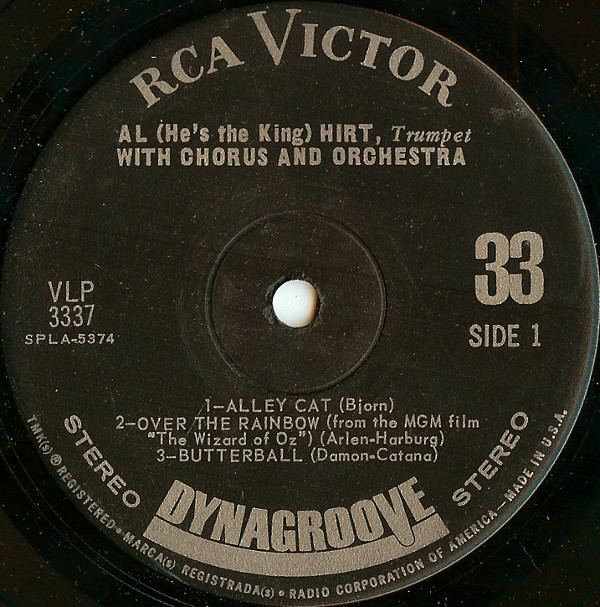 RCA VICTOR
AL (He's the King) HIRT, Trumpet
WITH CHORUS AND ORCHESTRA
33
SIDE 1
VLP
3337
SPLA-5374
1—ALLEY CAT (Bjorn)
2—OVER THE RAINBOW (from the MGM film
"The Wizard of Oz") (Arlen-Harburg)
3—BUTTERBALL (Damon-Catana)
STEREO
DYNAGROOVE
STEREO
TMK(s) ® REGISTERED • MARCA(s) REGISTRADA(s) • RADIO CORPORATION OF AMERICA—MADE IN U.S.A.